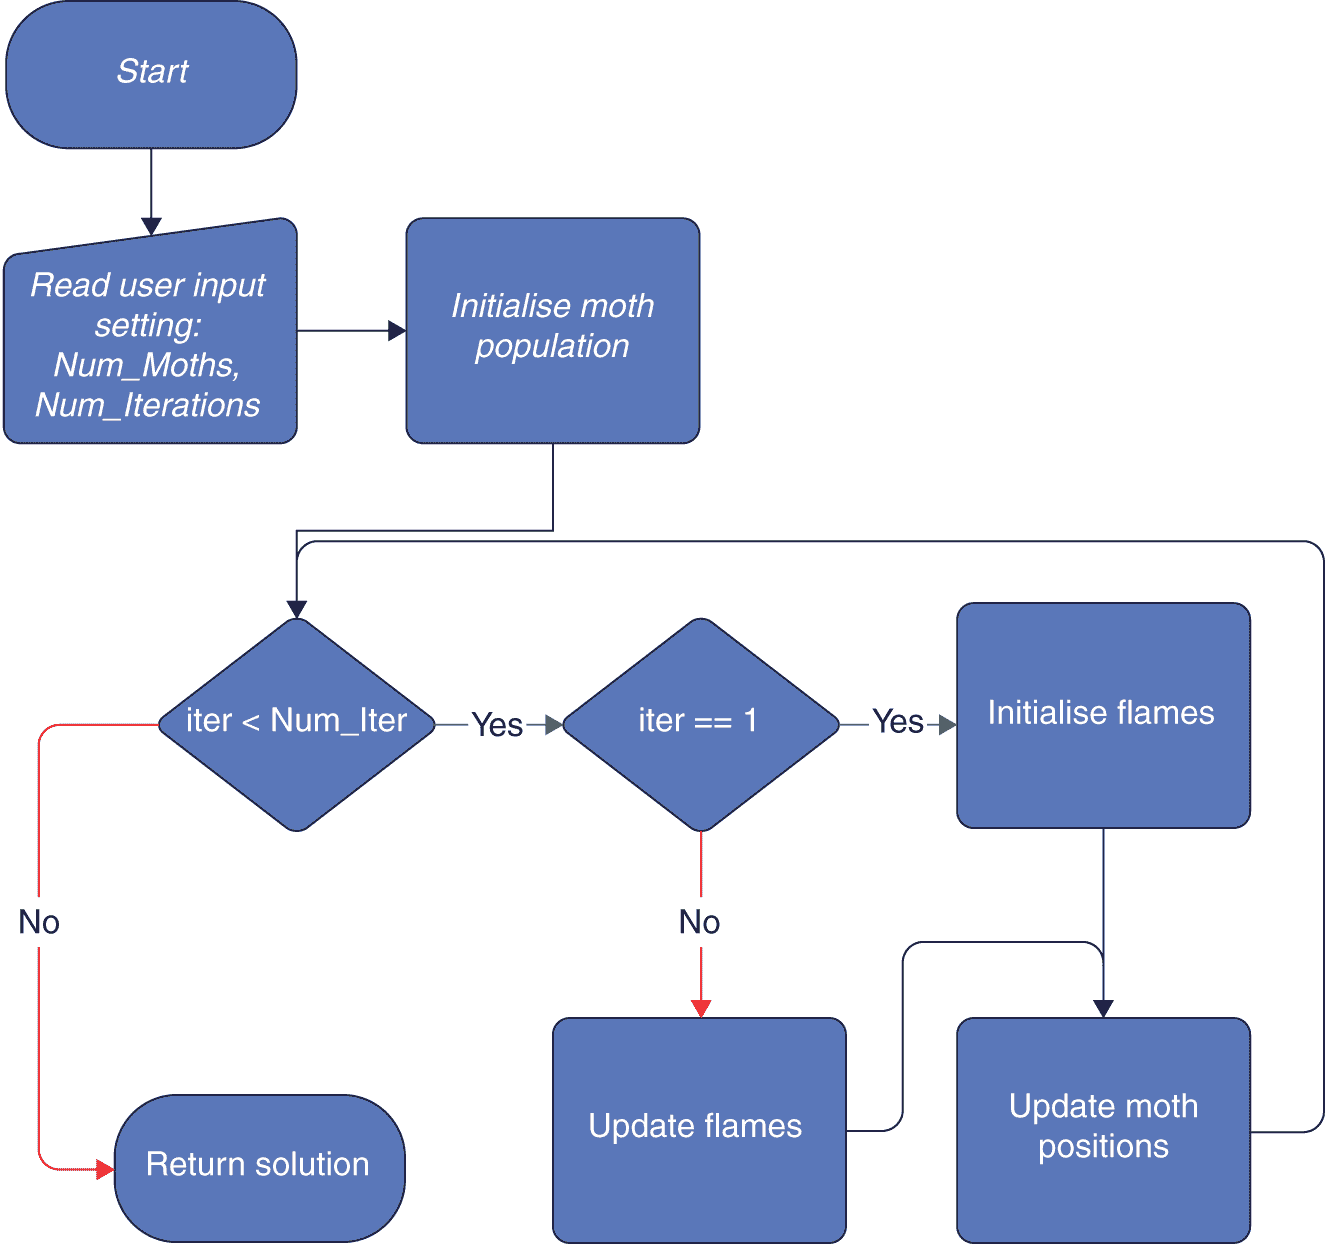 Start
Read user input
setting:
Num_Moths,
Num_Iterations
Initialise moth
population
iter < Num_Iter
Yes
iter == 1
Yes
Initialise flames
No
No
Update flames
Update moth
positions
Return solution